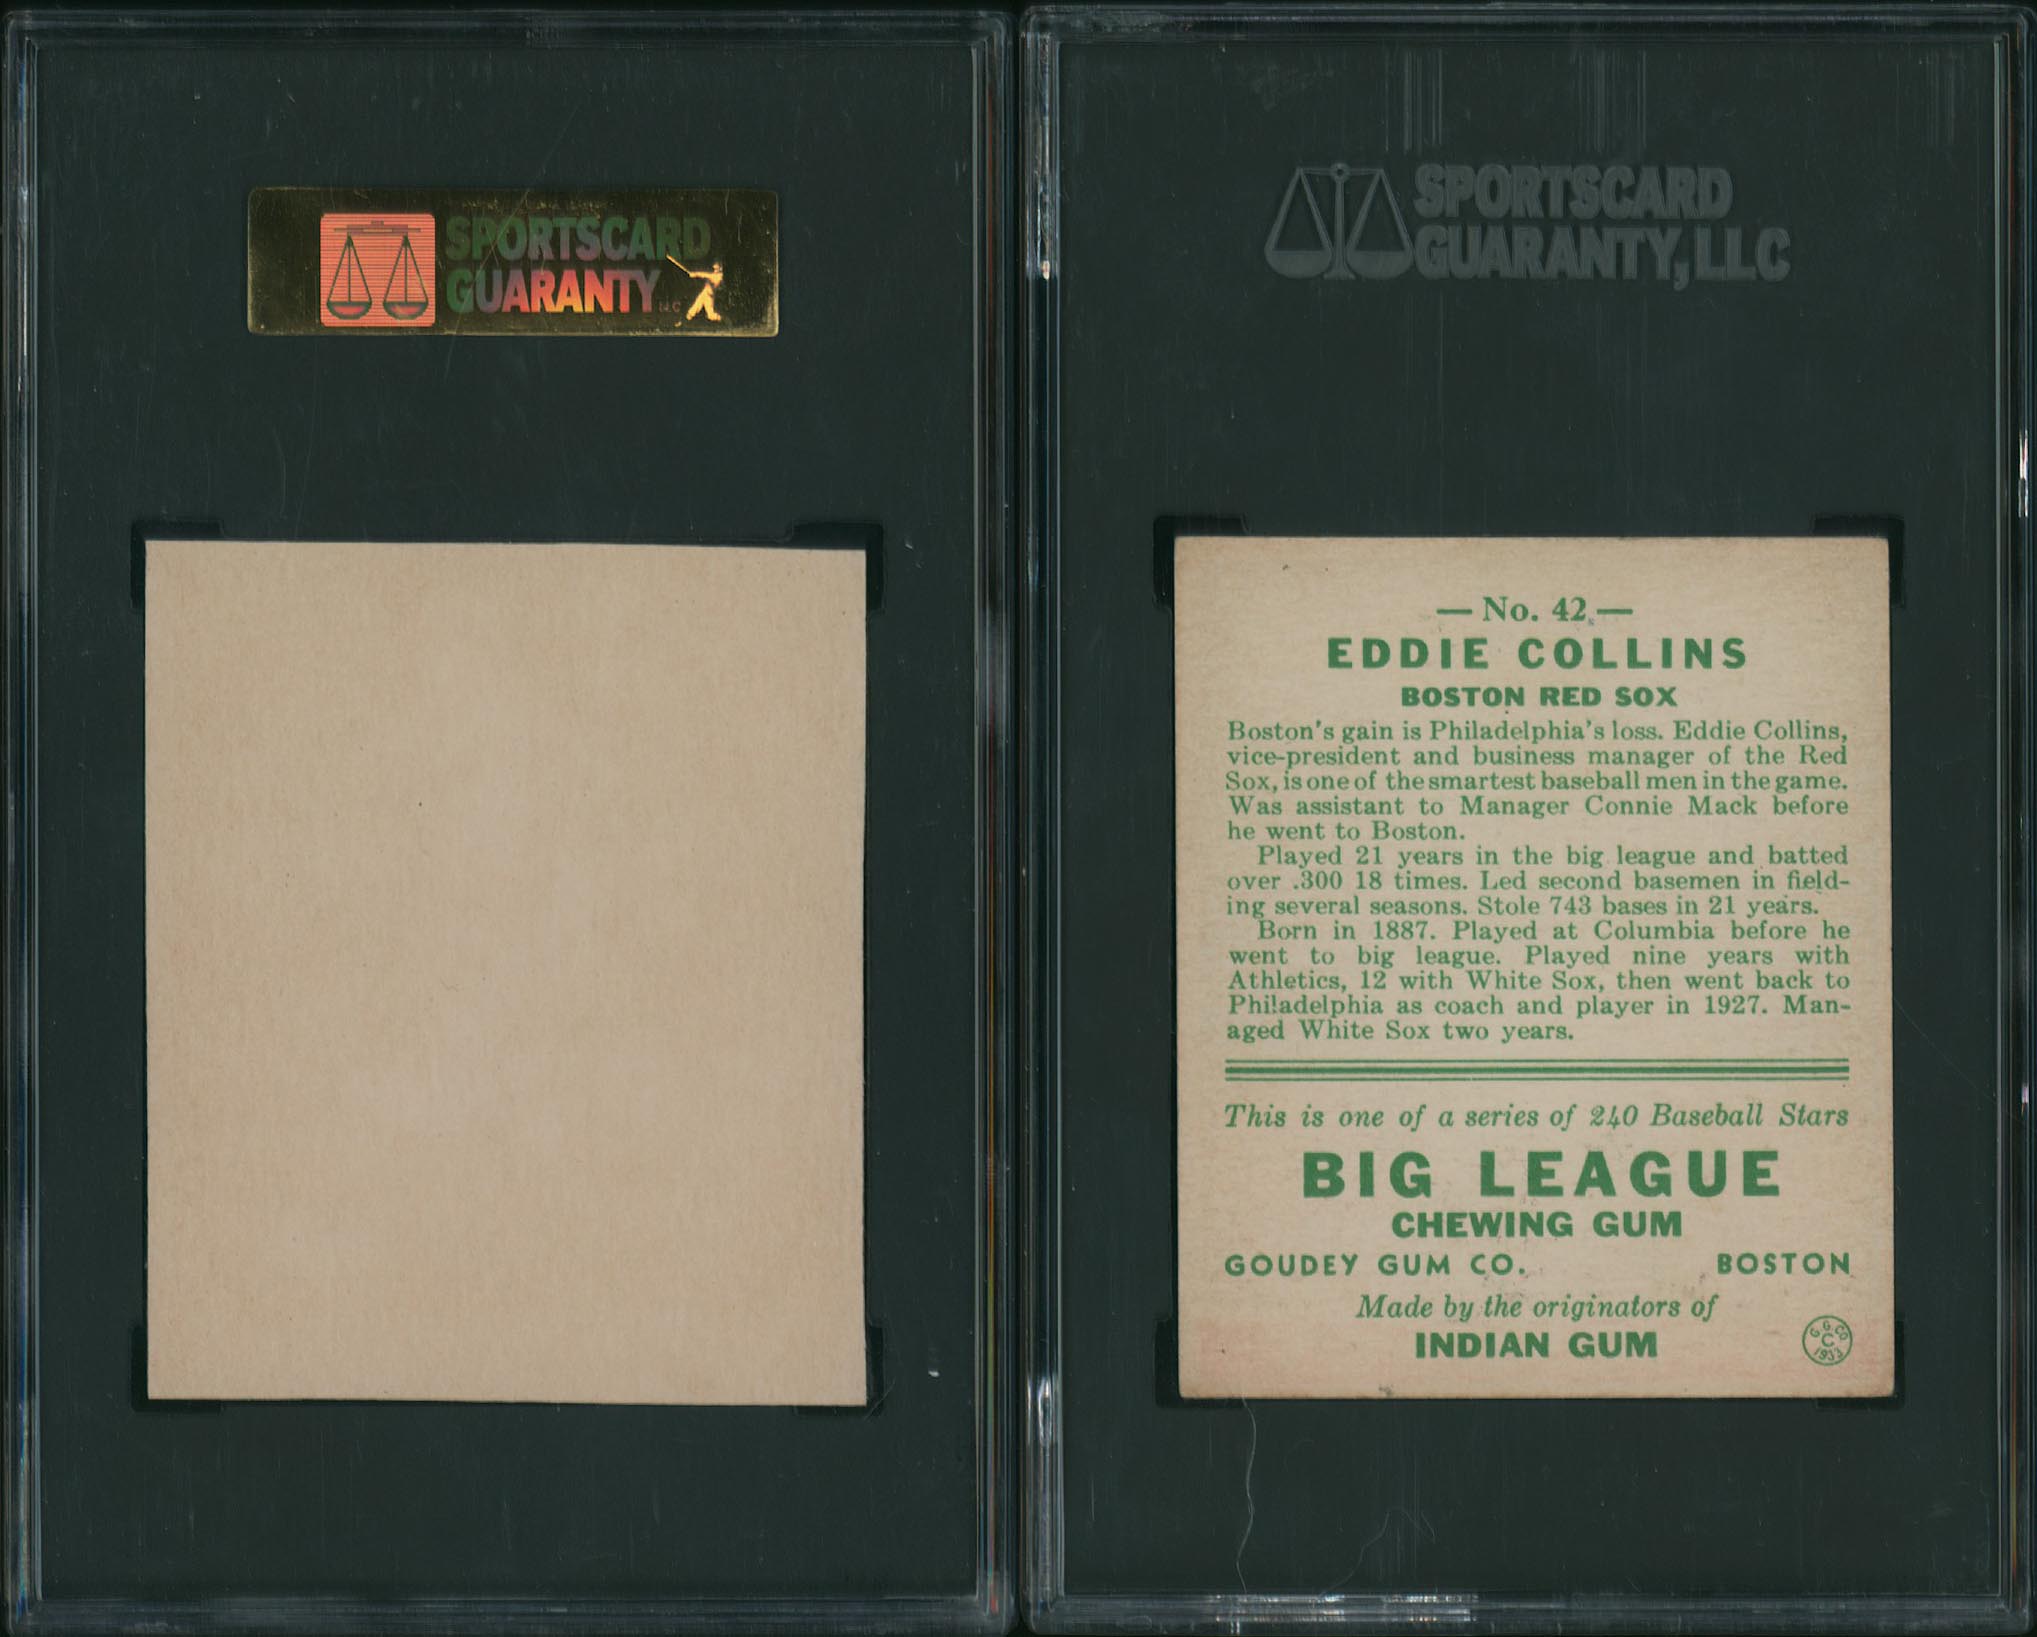 SPORTSCARD
GUARANTY LLC
SPORTSCARD
GUARANTY, LLC
— No. 42 —
EDDIE COLLINS
BOSTON RED SOX
Boston's gain is Philadelphia's loss. Eddie Collins,
vice-president and business manager of the Red
Sox, is one of the smartest baseball men in the game.
Was assistant to Manager Connie Mack before
he went to Boston.
Played 21 years in the big league and batted
over .300 18 times. Led second basemen in field-
ing several seasons. Stole 743 bases in 21 years.
Born in 1887. Played at Columbia before he
went to big league. Played nine years with
Athletics, 12 with White Sox, then went back to
Philadelphia as coach and player in 1927. Man-
aged White Sox two years.
This is one of a series of 240 Baseball Stars
BIG LEAGUE
CHEWING GUM
GOUDEY GUM CO. BOSTON
Made by the originators of
INDIAN GUM
G. G. CO.
C
1933